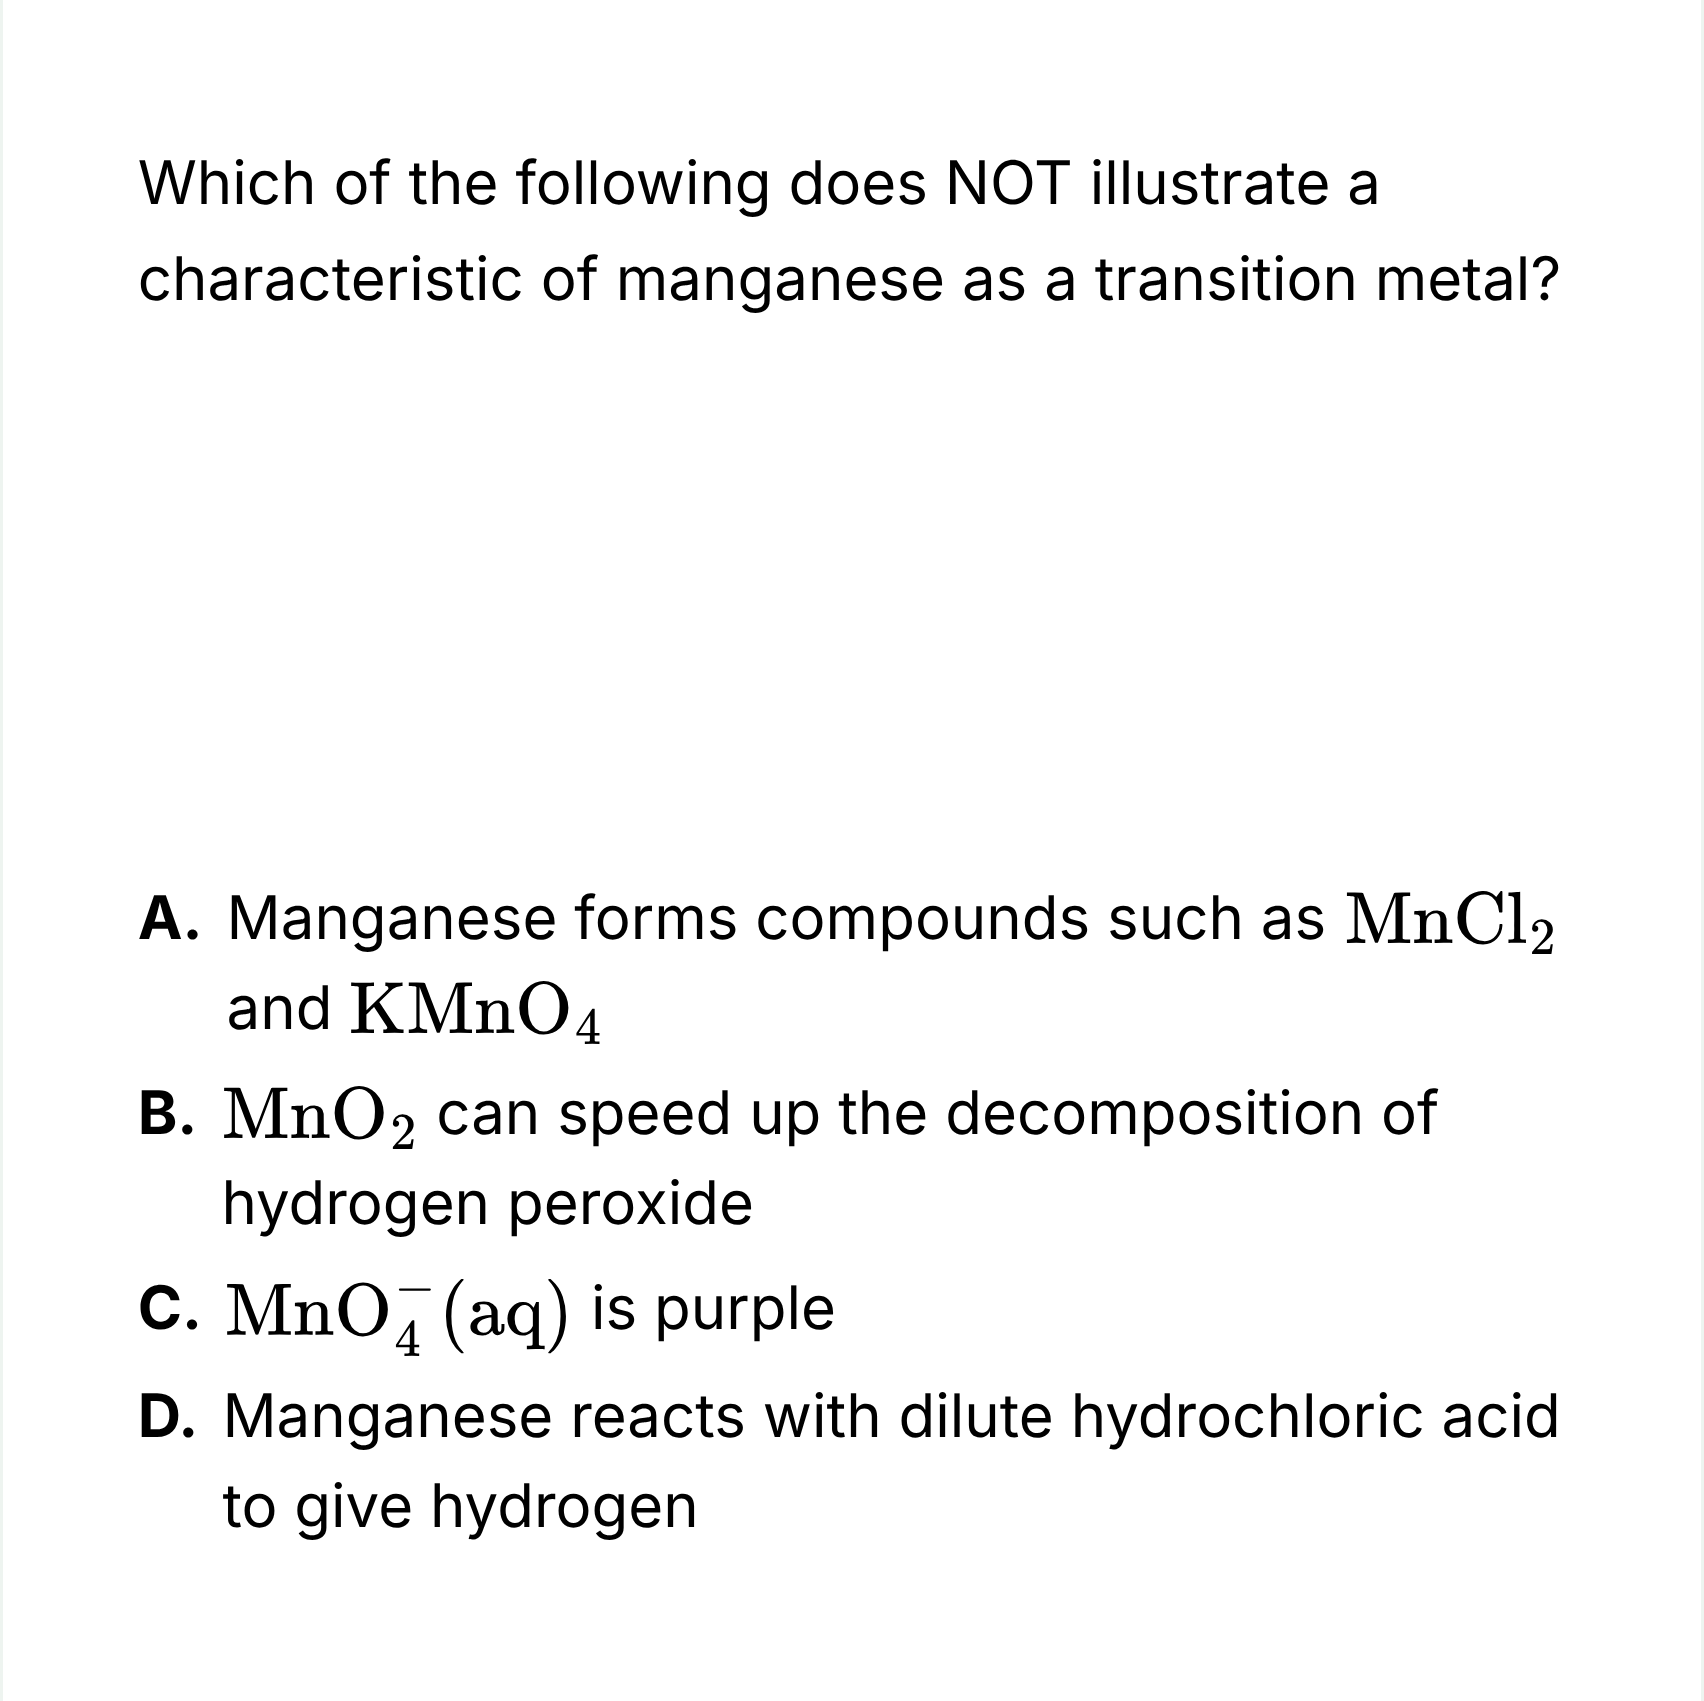 Which of the following does NOT illustrate a
characteristic of manganese as a transition metal?
A. Manganese forms compounds such as MnCl₂
and KMnO₄
B. MnO₂ can speed up the decomposition of
hydrogen peroxide
C. MnO₄⁻(aq) is purple
D. Manganese reacts with dilute hydrochloric acid
to give hydrogen